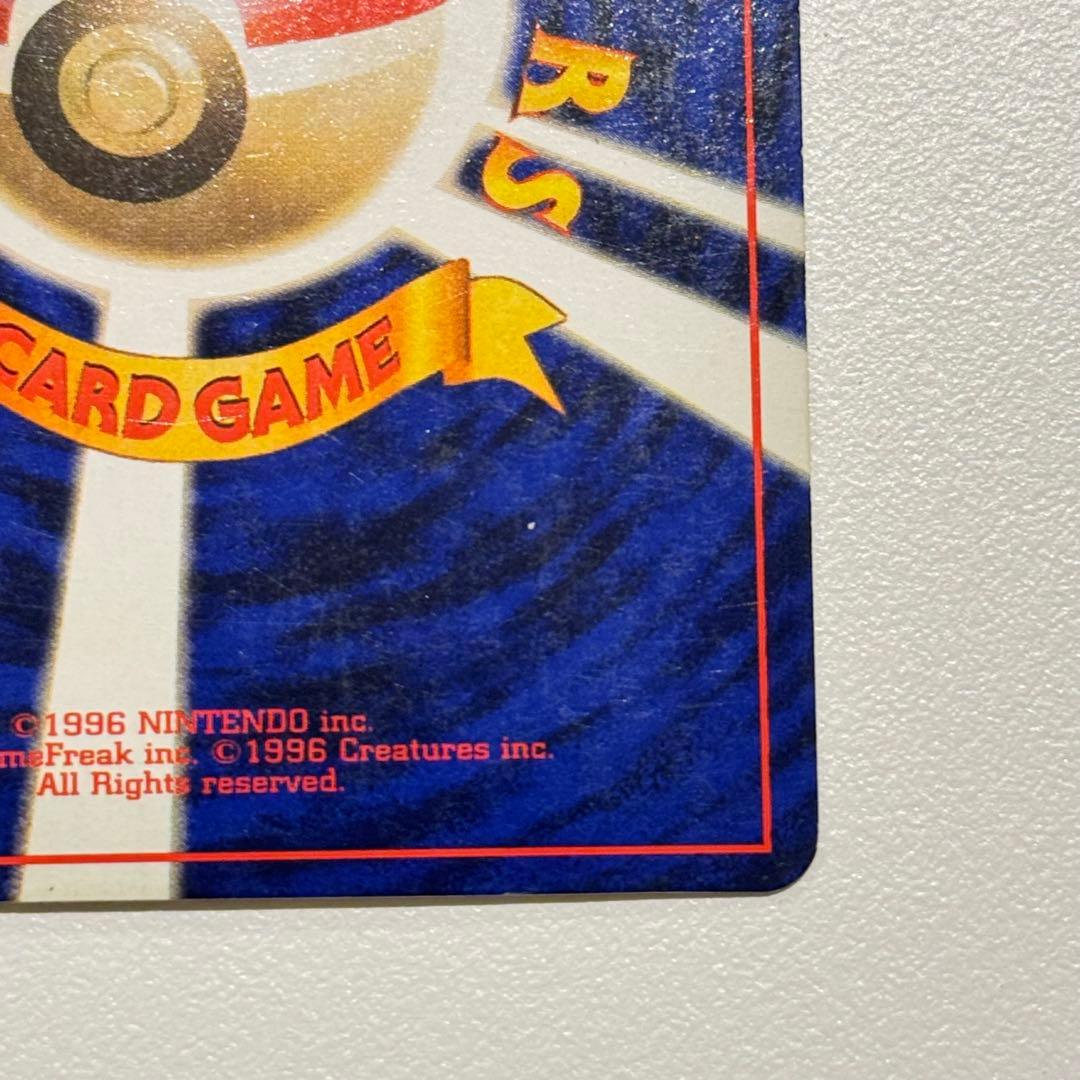 RS
CARD GAME
©1996 NINTENDO inc.
meFreak inc. ©1996 Creatures inc.
All Rights reserved.